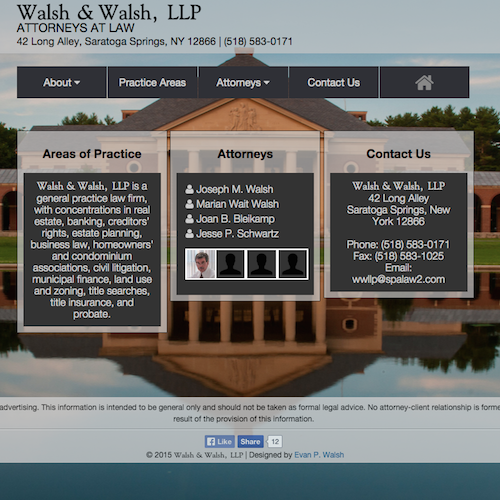 Walsh & Walsh, LLP
ATTORNEYS AT LAW
42 Long Alley, Saratoga Springs, NY 12866 | (518) 583-0171
About
Practice Areas
Attorneys
Contact Us
Areas of Practice
Walsh & Walsh, LLP is a
general practice law firm,
with concentrations in real
estate, banking, creditors'
rights, estate planning,
business law, homeowners'
and condominium
associations, civil litigation,
municipal finance, land use
and zoning, title searches,
title insurance, and
probate.
Attorneys
Joseph M. Walsh
Marian Wait Walsh
Joan B. Bleikamp
Jesse P. Schwartz
Contact Us
Walsh & Walsh, LLP
42 Long Alley
Saratoga Springs, New
York 12866
Phone: (518) 583-0171
Fax: (518) 583-1025
Email:
wwllp@spalaw2.com
advertising. This information is intended to be general only and should not be taken as formal legal advice. No attorney-client relationship is forme
result of the provision of this information.
Like Share 12
© 2015 Walsh & Walsh, LLP | Designed by Evan P. Walsh